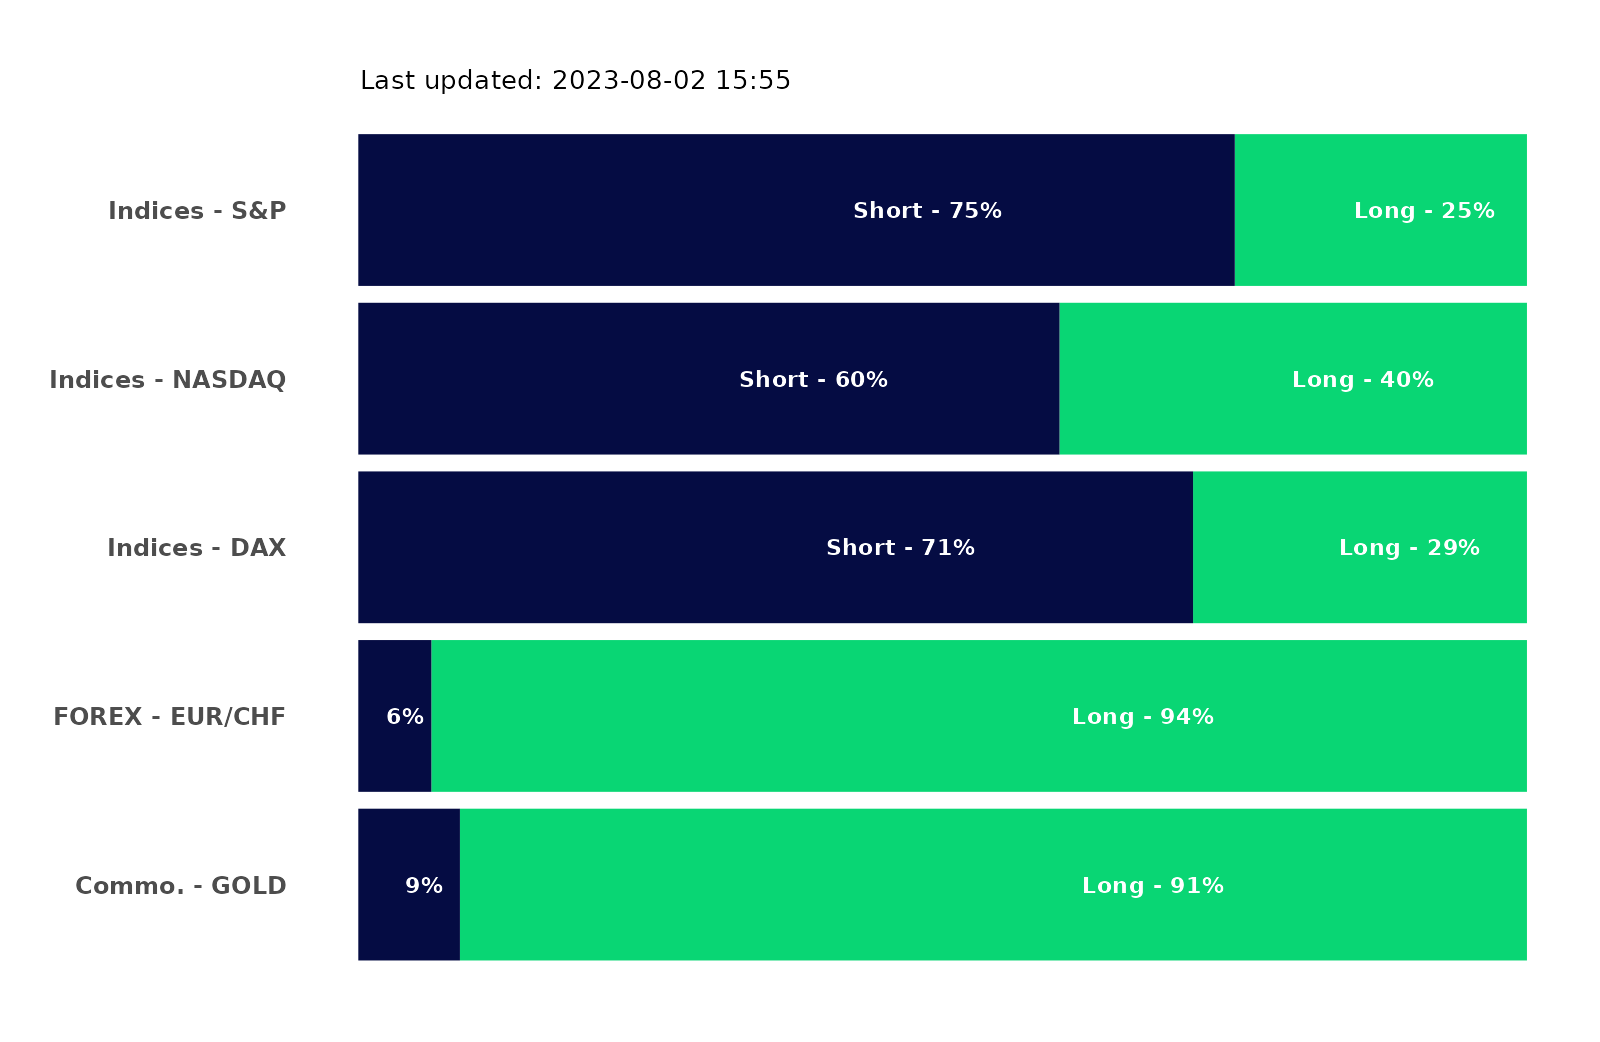 Last updated: 2023-08-02 15:55
Indices - S&P Short - 75% Long - 25%
Indices - NASDAQ Short - 60% Long - 40%
Indices - DAX Short - 71% Long - 29%
FOREX - EUR/CHF 6% Long - 94%
Commo. - GOLD 9% Long - 91%